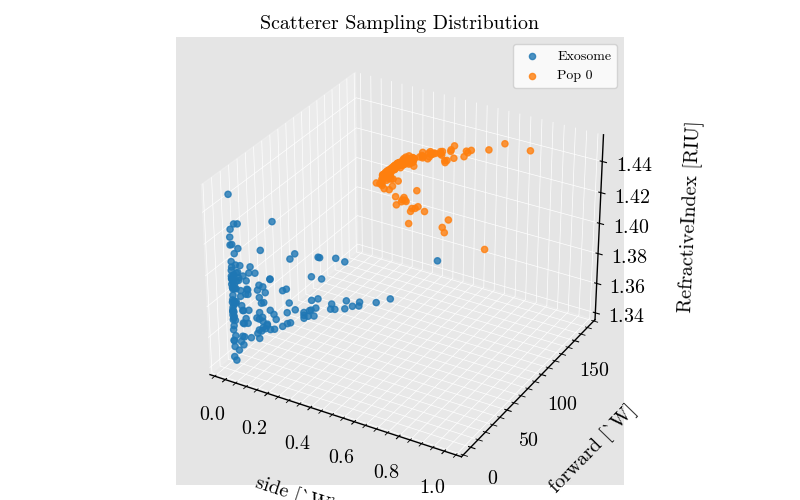 Scatterer Sampling Distribution
Exosome
Pop 0
1.44
1.42
1.40
1.38
1.36
1.34
RefractiveIndex [RIU]
150
100
50
0
forward [`W]
0.0
0.2
0.4
0.6
0.8
1.0
side [`W]